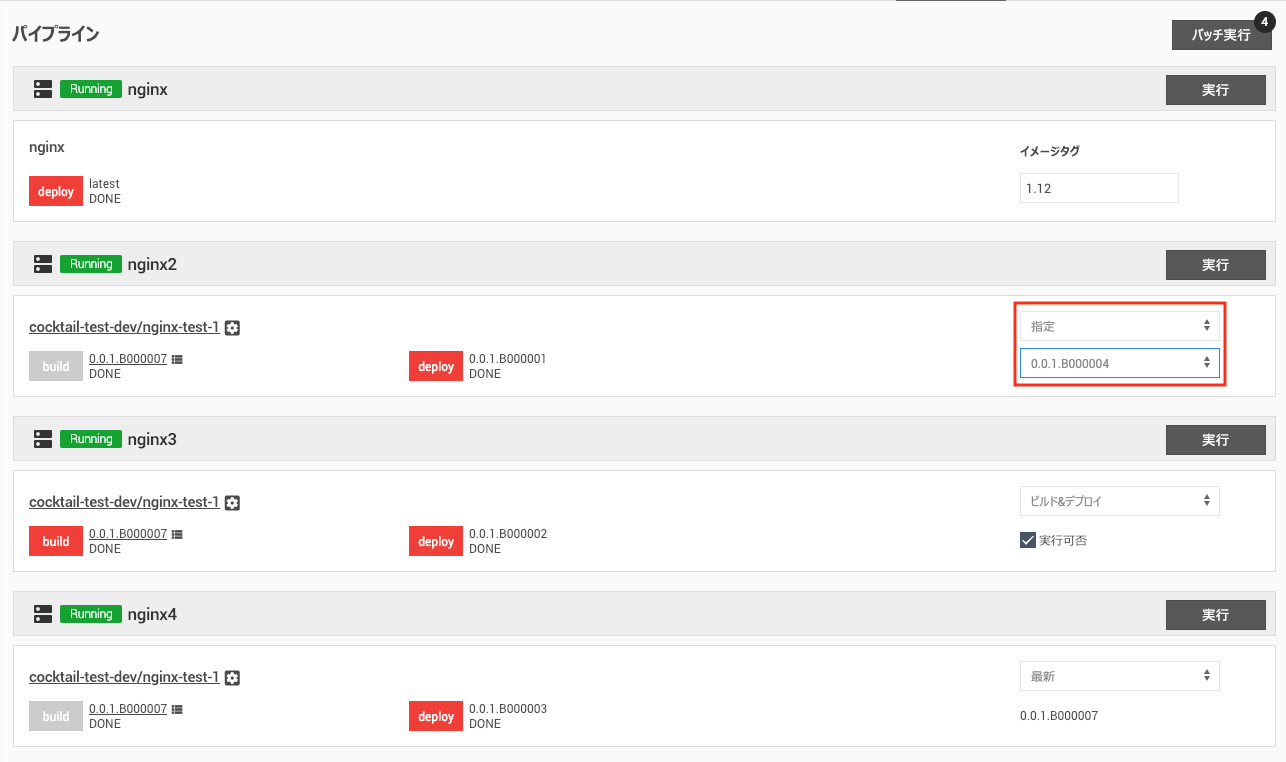 パイプライン
バッチ実行
4
Running nginx
実行
nginx
イメージタグ
deploy
latest
DONE
1.12
Running nginx2
実行
cocktail-test-dev/nginx-test-1
指定
build
0.0.1.B000007
DONE
deploy
0.0.1.B000001
DONE
0.0.1.B000004
Running nginx3
実行
cocktail-test-dev/nginx-test-1
ビルド&デプロイ
build
0.0.1.B000007
DONE
deploy
0.0.1.B000002
DONE
実行可否
Running nginx4
実行
cocktail-test-dev/nginx-test-1
最新
build
0.0.1.B000007
DONE
deploy
0.0.1.B000003
DONE
0.0.1.B000007